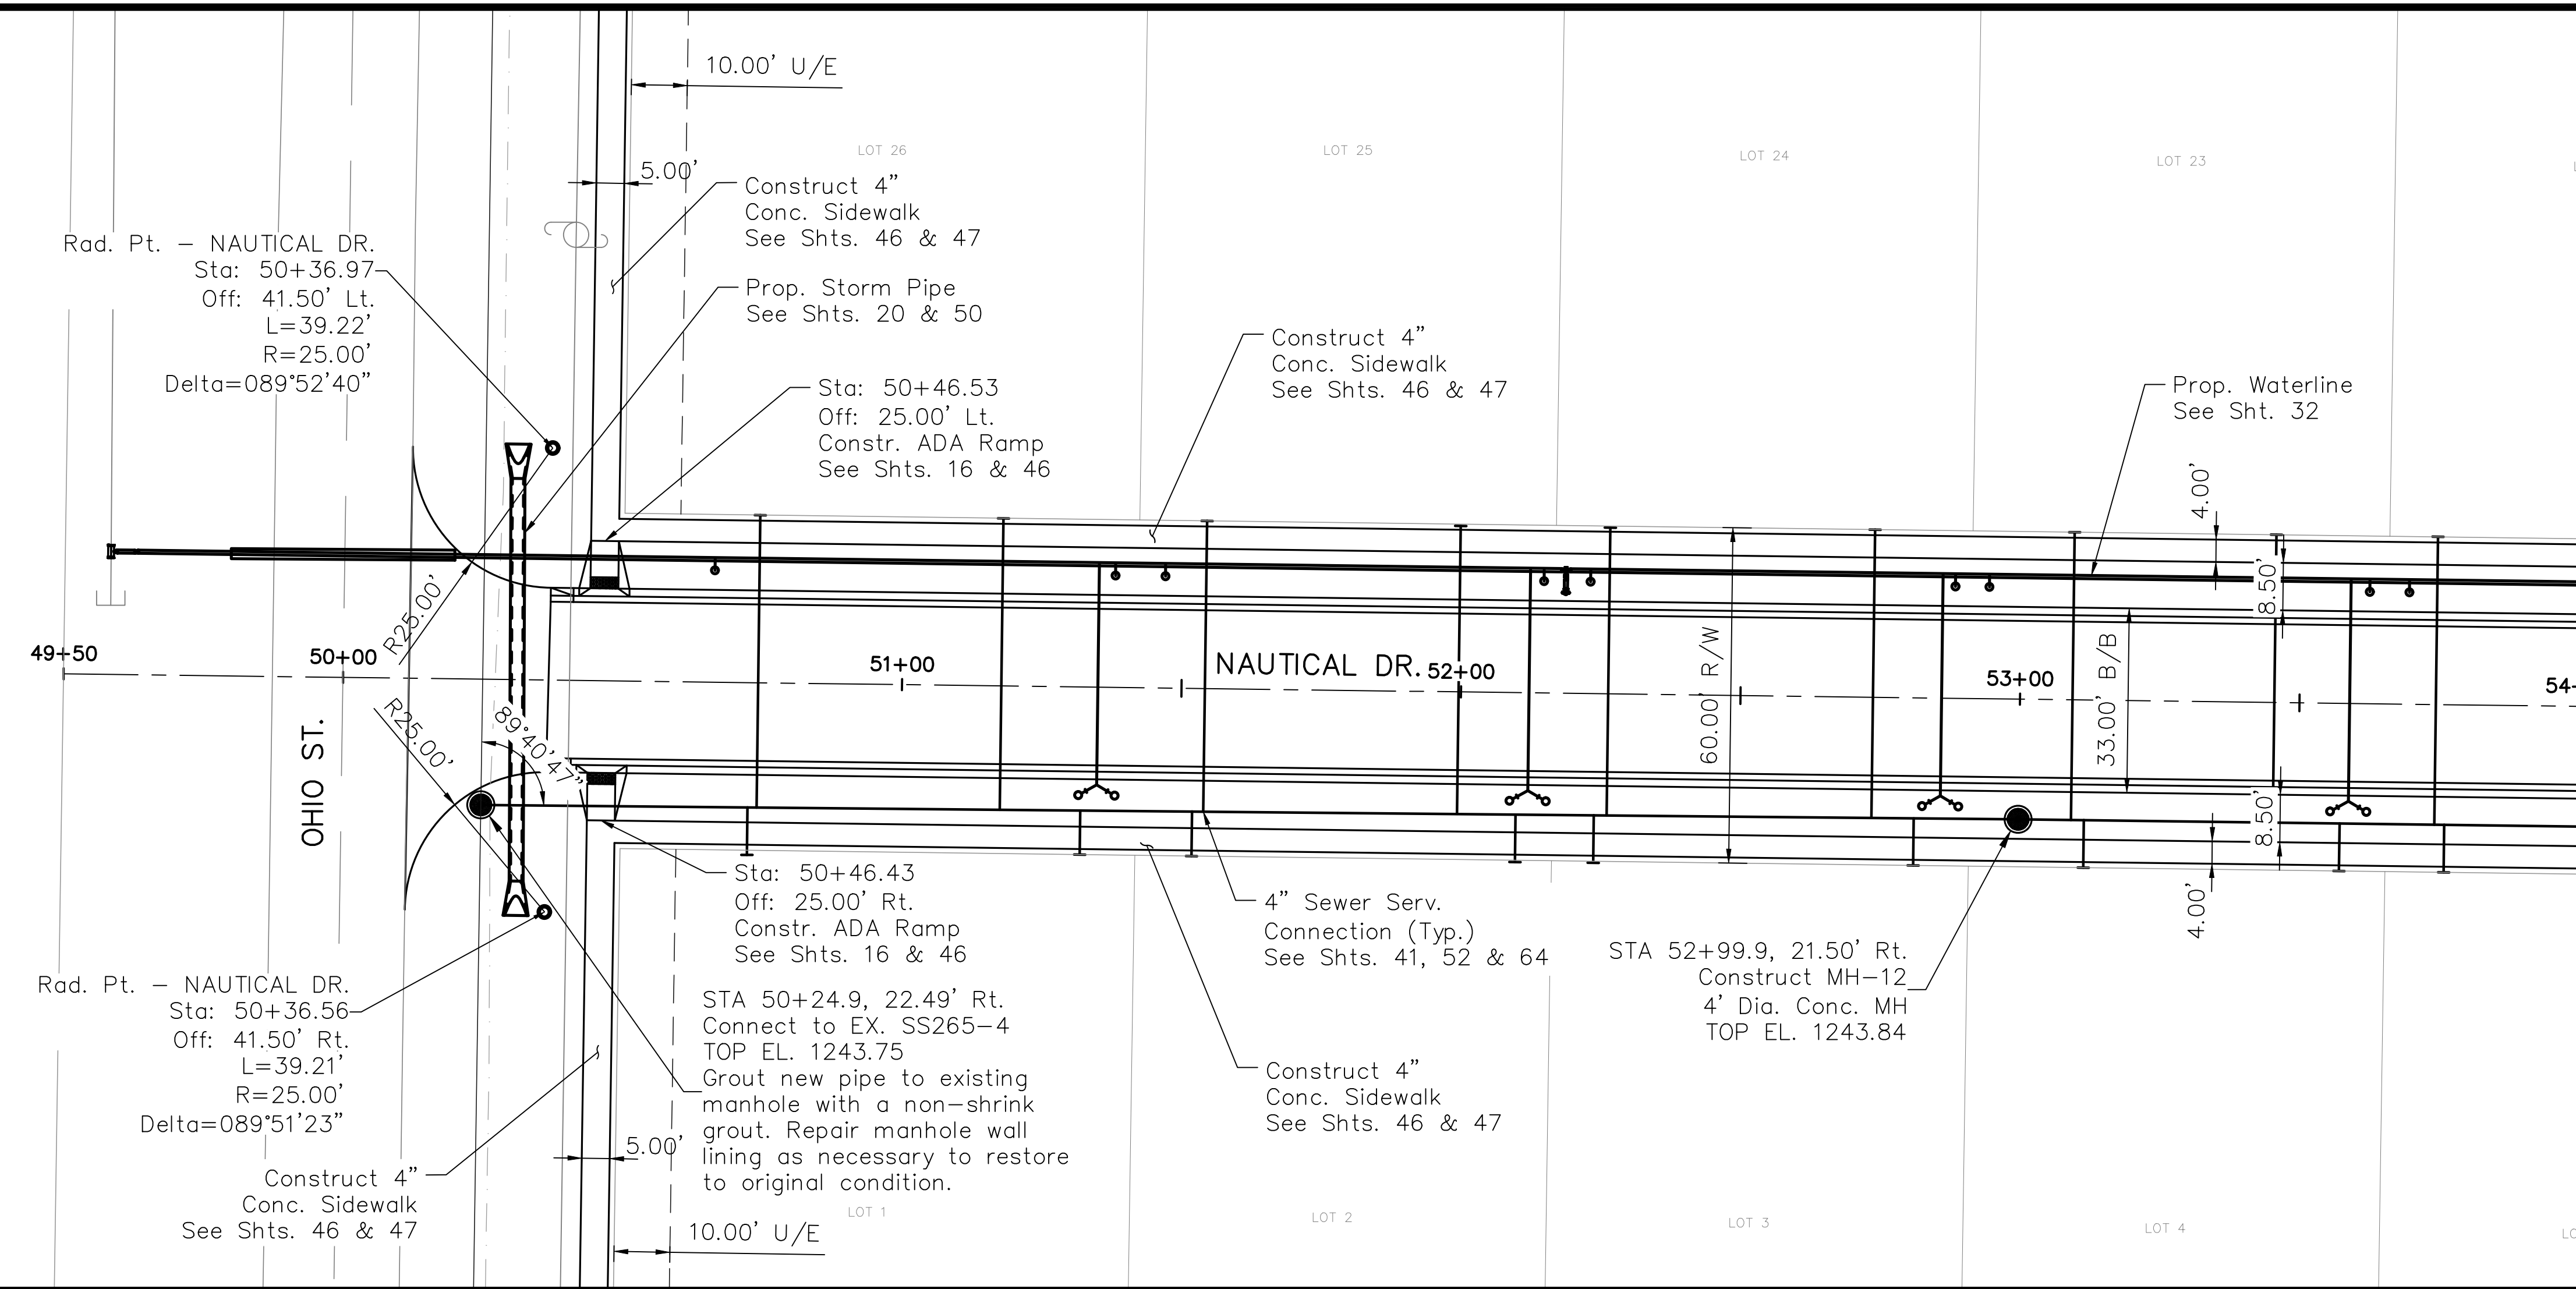 10.00' U/E
LOT 26
LOT 25
LOT 24
LOT 23
5.00'
Construct 4"
Conc. Sidewalk
See Shts. 46 & 47
Rad. Pt. – NAUTICAL DR.
Sta: 50+36.97
Off: 41.50' Lt.
L=39.22'
R=25.00'
Delta=089°52'40"
Prop. Storm Pipe
See Shts. 20 & 50
Sta: 50+46.53
Off: 25.00' Lt.
Constr. ADA Ramp
See Shts. 16 & 46
Construct 4"
Conc. Sidewalk
See Shts. 46 & 47
Prop. Waterline
See Sht. 32
4.00'
8.50'
R25.00'
49+50
50+00
51+00
NAUTICAL DR.
52+00
60.00' R/W
53+00
33.00' B/B
54-
OHIO ST.
R25.00'
89°40'47"
8.50'
4.00'
Sta: 50+46.43
Off: 25.00' Rt.
Constr. ADA Ramp
See Shts. 16 & 46
4" Sewer Serv.
Connection (Typ.)
See Shts. 41, 52 & 64
STA 52+99.9, 21.50' Rt.
Construct MH–12
4' Dia. Conc. MH
TOP EL. 1243.84
Rad. Pt. – NAUTICAL DR.
Sta: 50+36.56
Off: 41.50' Rt.
L=39.21'
R=25.00'
Delta=089°51'23"
STA 50+24.9, 22.49' Rt.
Connect to EX. SS265–4
TOP EL. 1243.75
Grout new pipe to existing
manhole with a non–shrink
grout. Repair manhole wall
lining as necessary to restore
to original condition.
Construct 4"
Conc. Sidewalk
See Shts. 46 & 47
5.00'
Construct 4"
Conc. Sidewalk
See Shts. 46 & 47
LOT 1
LOT 2
LOT 3
LOT 4
10.00' U/E